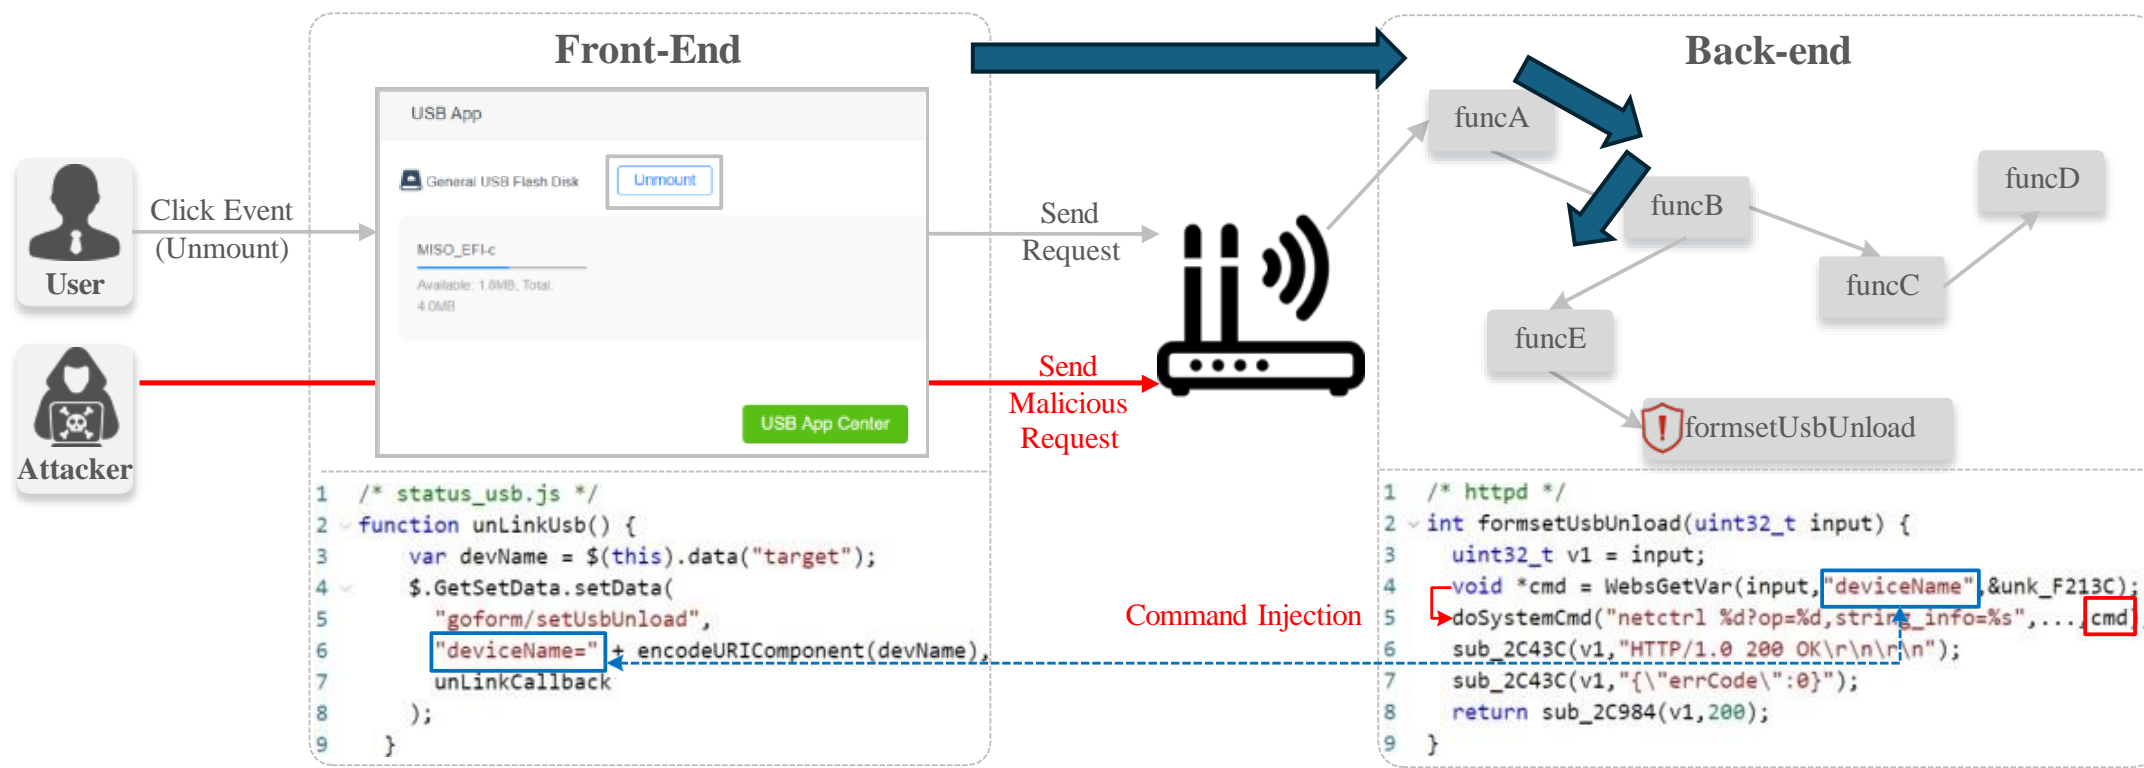 Front-End
Back-end
USB App
General USB Flash Disk
Unmount
MISO_EFI-c
Available: 1.8MB, Total:
4.0MB
USB App Center
User
Attacker
Click Event
(Unmount)
Send
Request
Send
Malicious
Request
funcA
funcB
funcC
funcD
funcE
formsetUsbUnload
1 /* status_usb.js */
2 function unLinkUsb() {
3 var devName = $(this).data("target");
4 $.GetSetData.setData(
5 "goform/setUsbUnload",
6 "deviceName=" + encodeURIComponent(devName),
7 unLinkCallback
8 );
9 }
Command Injection
1 /* httpd */
2 int formsetUsbUnload(uint32_t input) {
3 uint32_t v1 = input;
4 void *cmd = WebsGetVar(input,"deviceName",&unk_F213C);
5 doSystemCmd("netctrl %d?op=%d,string_info=%s",...,cmd),
6 sub_2C43C(v1,"HTTP/1.0 200 OK\r\n\r\n");
7 sub_2C43C(v1,"{\"errCode\":0}");
8 return sub_2C984(v1,200);
9 }